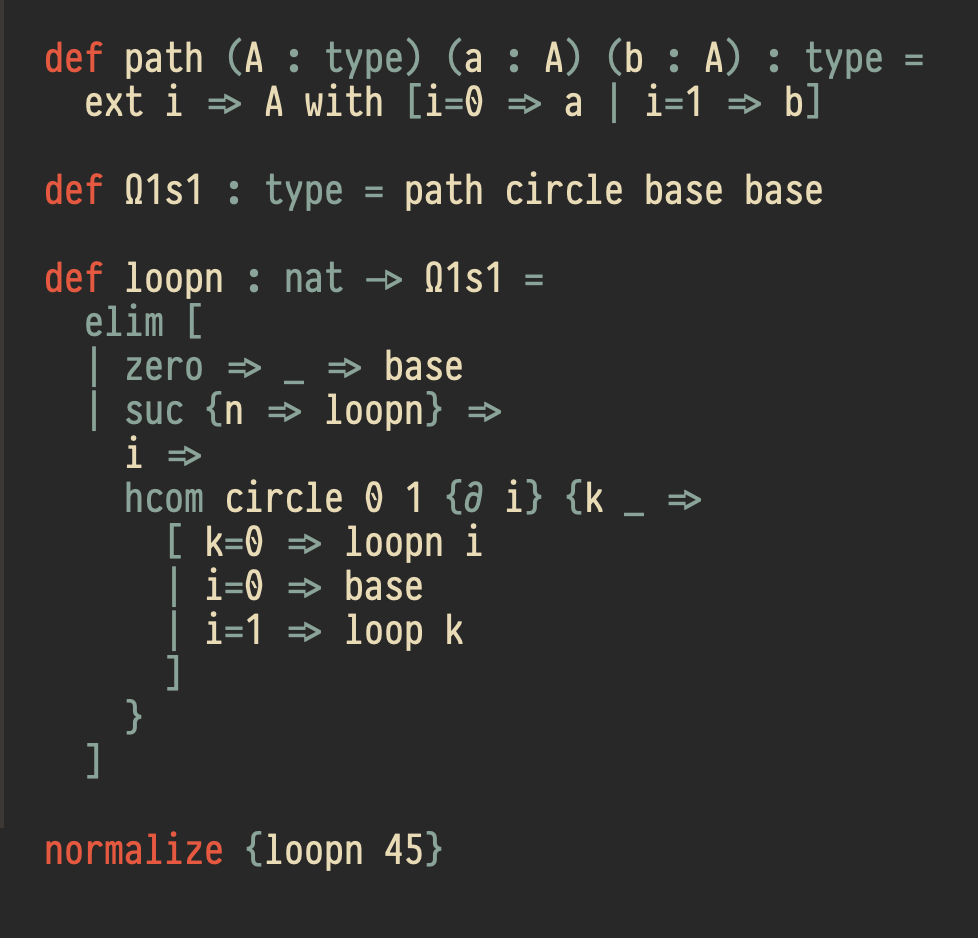 def path (A : type) (a : A) (b : A) : type =
  ext i => A with [i=0 => a | i=1 => b]

def Ω1s1 : type = path circle base base

def loopn : nat -> Ω1s1 =
  elim [
  | zero => _ => base
  | suc {n => loopn} =>
    i =>
    hcom circle 0 1 {∂ i} {k _ =>
      [ k=0 => loopn i
      | i=0 => base
      | i=1 => loop k
      ]
    }
  ]

normalize {loopn 45}